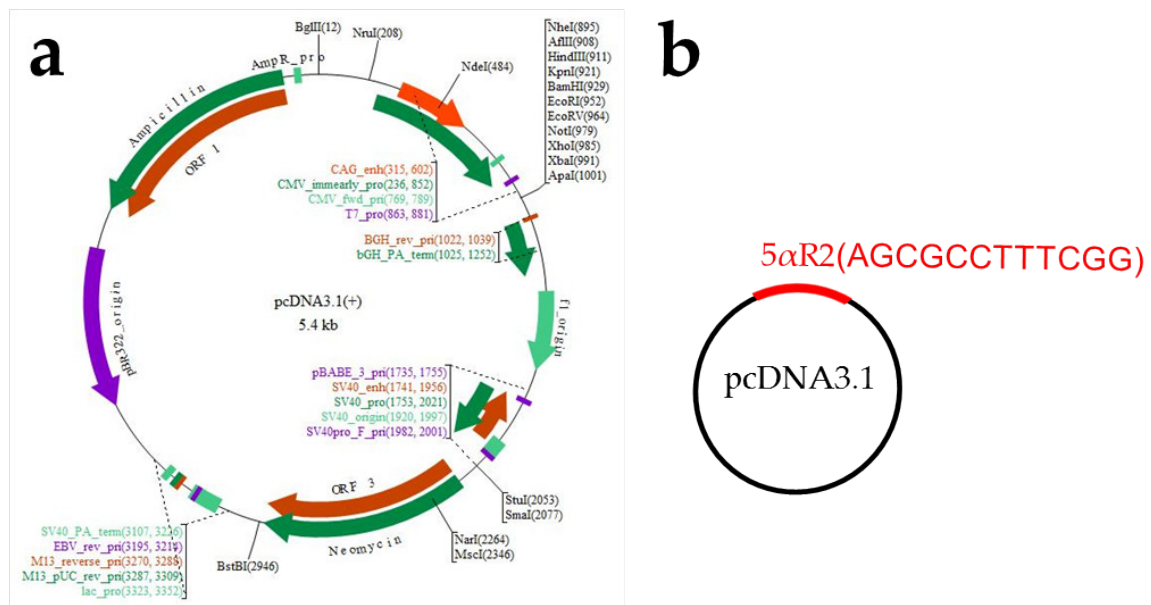 a
BglII(12)
NruI(208)
AmpR_pro
NdeI(484)
Ampicillin
ORF 1
NheI(895)
AflII(908)
HindIII(911)
KpnI(921)
BamHI(929)
EcoRI(952)
EcoRV(964)
NotI(979)
XhoI(985)
XbaI(991)
ApaI(1001)
CAG_enh(315, 602)
CMV_immearly_pro(236, 852)
CMV_fwd_pri(769, 789)
T7_pro(863, 881)
BGH_rev_pri(1022, 1039)
bGH_PA_term(1025, 1252)
pcDNA3.1(+)
5.4 kb
f1_origin
pBR322_origin
pBABE_3_pri(1735, 1755)
SV40_enh(1741, 1956)
SV40_pro(1753, 2021)
SV40_origin(1920, 1997)
SV40pro_F_pri(1982, 2001)
ORF 3
Neomycin
StuI(2053)
SmaI(2077)
NarI(2264)
MscI(2346)
BstBI(2946)
SV40_PA_term(3107, 3226)
EBV_rev_pri(3195, 3214)
M13_reverse_pri(3270, 3288)
M13_pUC_rev_pri(3287, 3309)
lac_pro(3323, 3352)
b
5αR2(AGCGCCTTTCGG)
pcDNA3.1